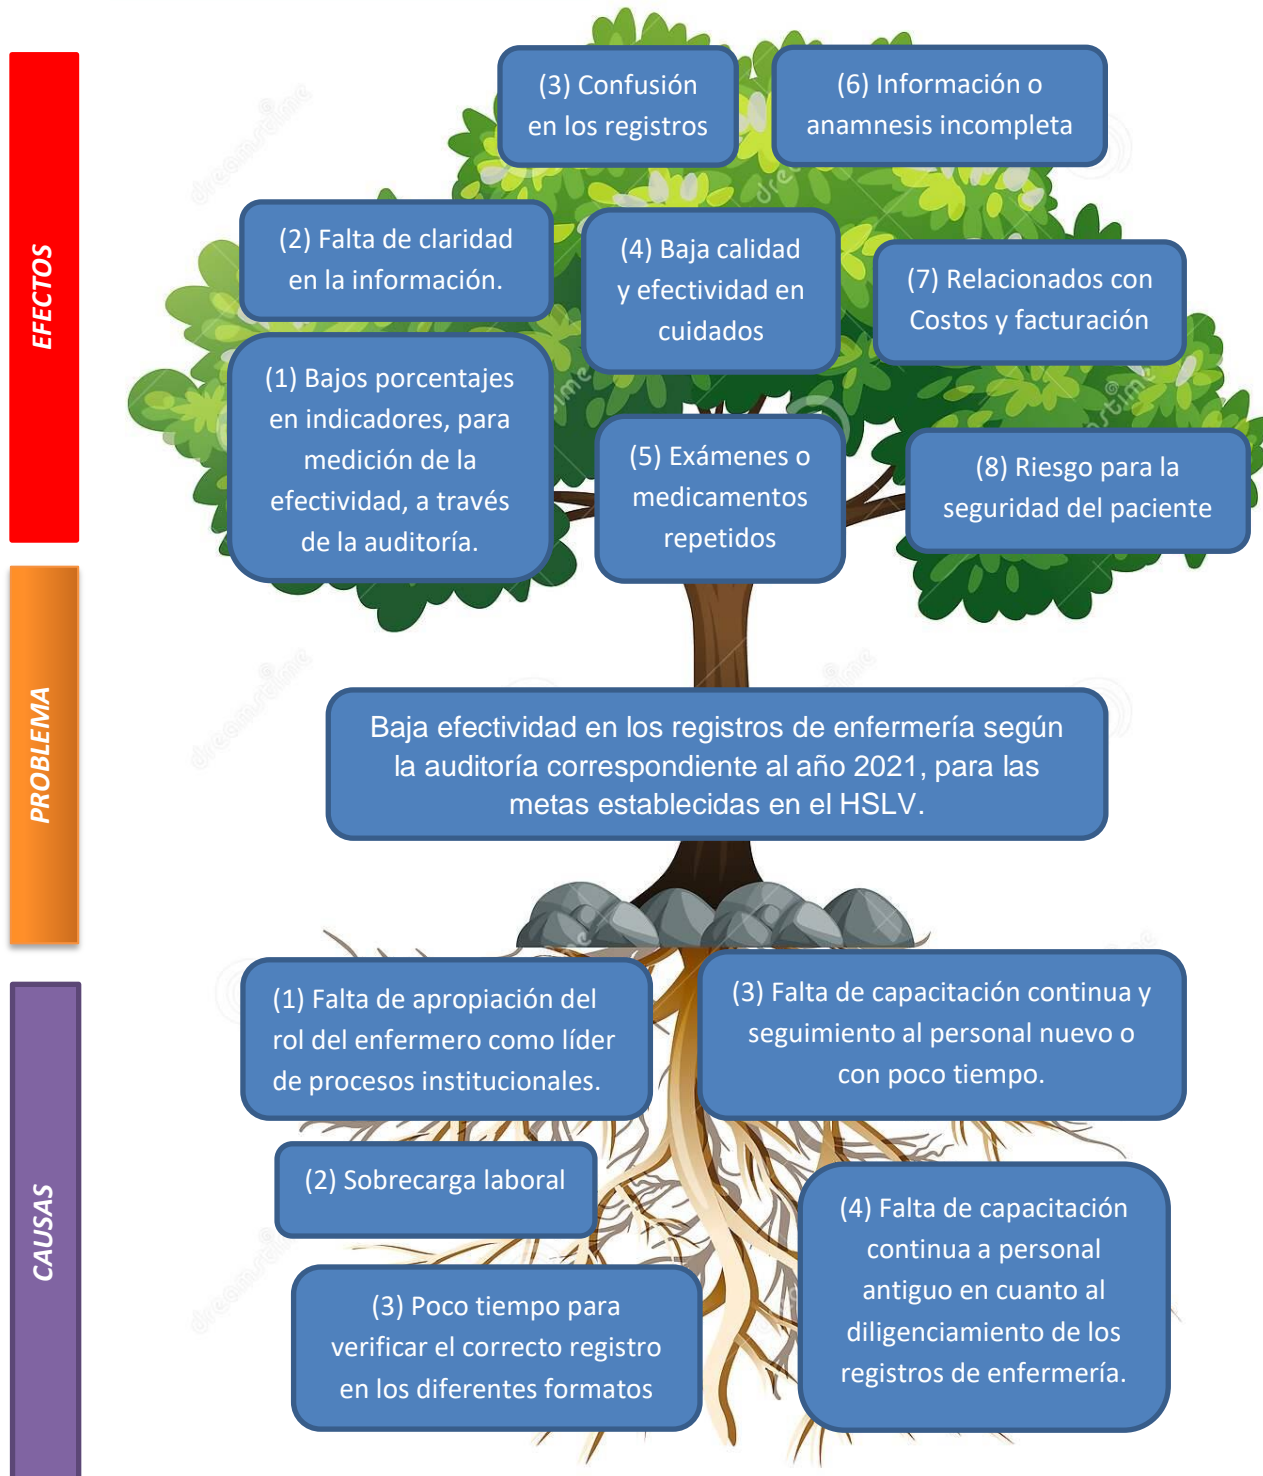 EFECTOS
(3) Confusión
en los registros
(6) Información o
anamnesis incompleta
(2) Falta de claridad
en la información.
(4) Baja calidad
y efectividad en
cuidados
(7) Relacionados con
Costos y facturación
(1) Bajos porcentajes
en indicadores, para
medición de la
efectividad, a través
de la auditoría.
(5) Exámenes o
medicamentos
repetidos
(8) Riesgo para la
seguridad del paciente
PROBLEMA
Baja efectividad en los registros de enfermería según
la auditoría correspondiente al año 2021, para las
metas establecidas en el HSLV.
CAUSAS
(1) Falta de apropiación del
rol del enfermero como líder
de procesos institucionales.
(3) Falta de capacitación continua y
seguimiento al personal nuevo o
con poco tiempo.
(2) Sobrecarga laboral
(4) Falta de capacitación
continua a personal
antiguo en cuanto al
diligenciamiento de los
registros de enfermería.
(3) Poco tiempo para
verificar el correcto registro
en los diferentes formatos
dreamstime
dreamstime
dreamstime
dreamstime
dreamstime